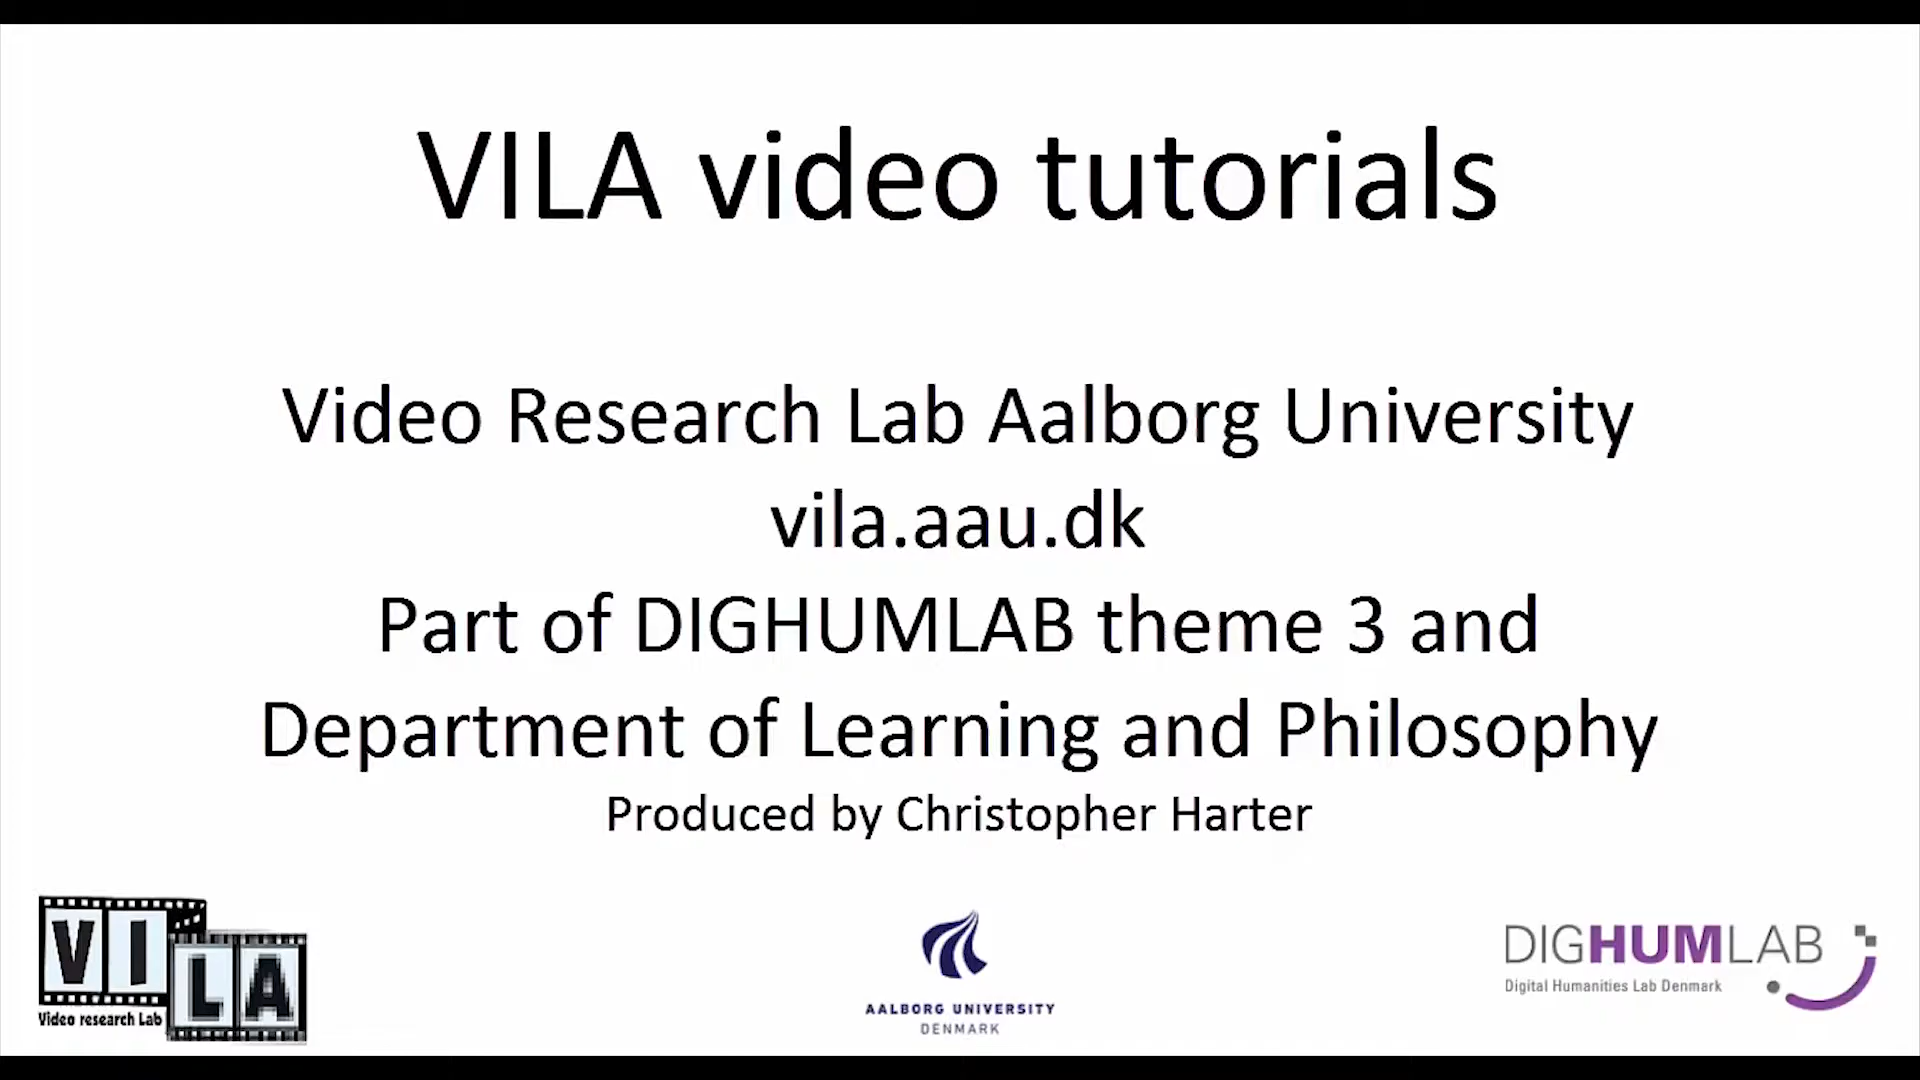 VILA video tutorials
Video Research Lab Aalborg University
vila.aau.dk
Part of DIGHUMLAB theme 3 and
Department of Learning and Philosophy
Produced by Christopher Harter
VI
LA
Video research Lab
AALBORG UNIVERSITY
DENMARK
DIGHUMLAB
Digital Humanities Lab Denmark